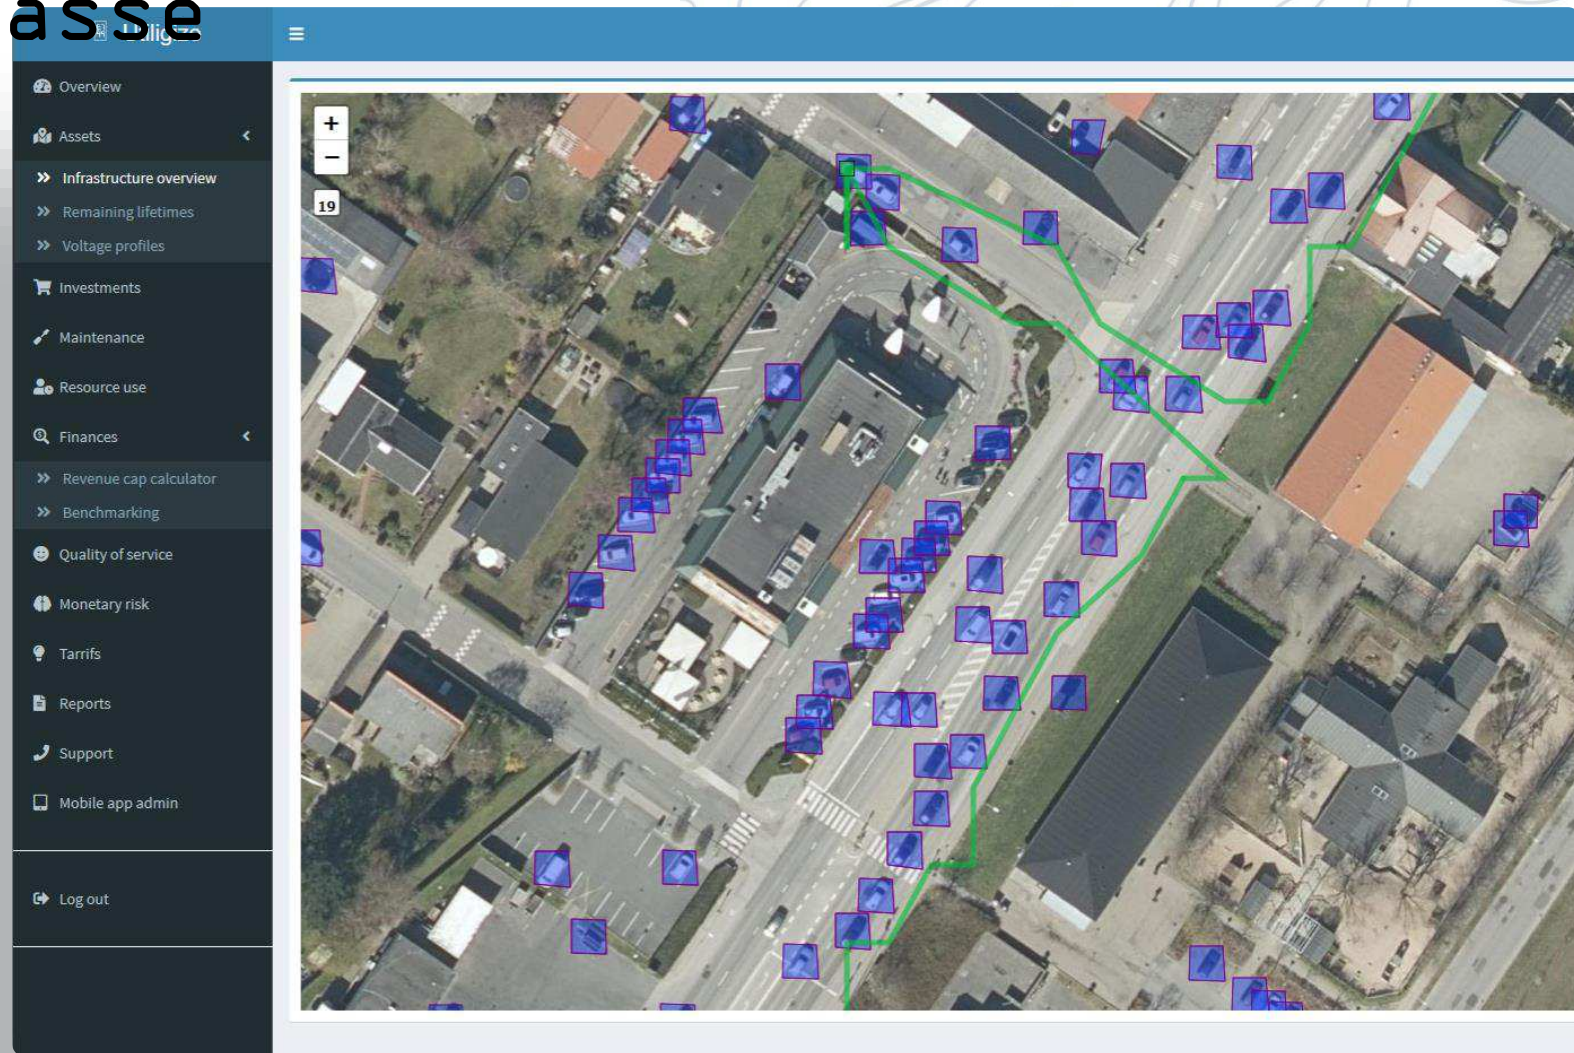 asse
Utiligize
Overview
+
Assets
−
Infrastructure overview
19
Remaining lifetimes
Voltage profiles
Investments
Maintenance
Resource use
Finances
Revenue cap calculator
Benchmarking
Quality of service
Monetary risk
Tarrifs
Reports
Support
Mobile app admin
Log out